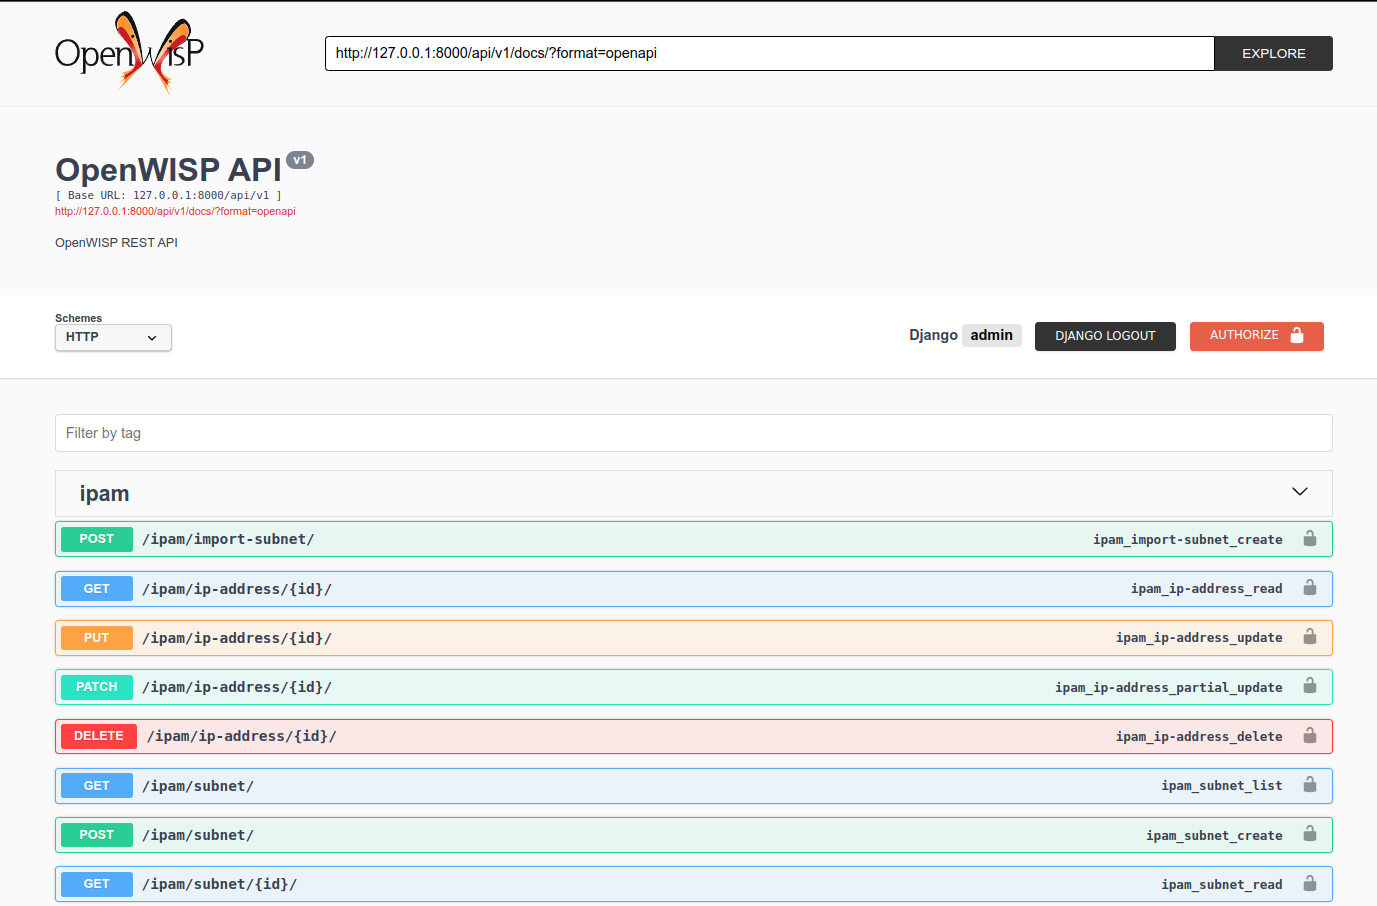 OpenWisP
http://127.0.0.1:8000/api/v1/docs/?format=openapi
EXPLORE
OpenWISP API v1
[ Base URL: 127.0.0.1:8000/api/v1 ]
http://127.0.0.1:8000/api/v1/docs/?format=openapi
OpenWISP REST API
Schemes
HTTP
Django admin
DJANGO LOGOUT
AUTHORIZE
Filter by tag
ipam
POST /ipam/import-subnet/ ipam_import-subnet_create
GET /ipam/ip-address/{id}/ ipam_ip-address_read
PUT /ipam/ip-address/{id}/ ipam_ip-address_update
PATCH /ipam/ip-address/{id}/ ipam_ip-address_partial_update
DELETE /ipam/ip-address/{id}/ ipam_ip-address_delete
GET /ipam/subnet/ ipam_subnet_list
POST /ipam/subnet/ ipam_subnet_create
GET /ipam/subnet/{id}/ ipam_subnet_read